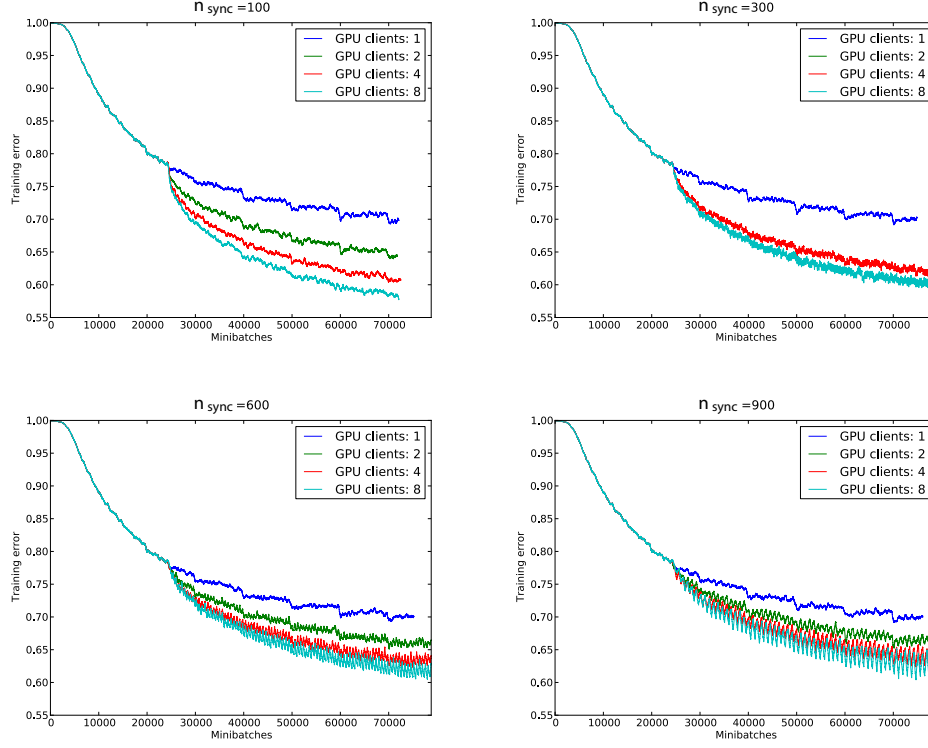 n sync =100
1.00
0.95
0.90
0.85
0.80
0.75
0.70
0.65
0.60
0.55
Training error
GPU clients: 1
GPU clients: 2
GPU clients: 4
GPU clients: 8
0 10000 20000 30000 40000 50000 60000 70000
Minibatches
n sync =300
1.00
0.95
0.90
0.85
0.80
0.75
0.70
0.65
0.60
0.55
Training error
GPU clients: 1
GPU clients: 2
GPU clients: 4
GPU clients: 8
0 10000 20000 30000 40000 50000 60000 70000
Minibatches
n sync =600
1.00
0.95
0.90
0.85
0.80
0.75
0.70
0.65
0.60
0.55
Training error
GPU clients: 1
GPU clients: 2
GPU clients: 4
GPU clients: 8
0 10000 20000 30000 40000 50000 60000 70000
Minibatches
n sync =900
1.00
0.95
0.90
0.85
0.80
0.75
0.70
0.65
0.60
0.55
Training error
GPU clients: 1
GPU clients: 2
GPU clients: 4
GPU clients: 8
0 10000 20000 30000 40000 50000 60000 70000
Minibatches